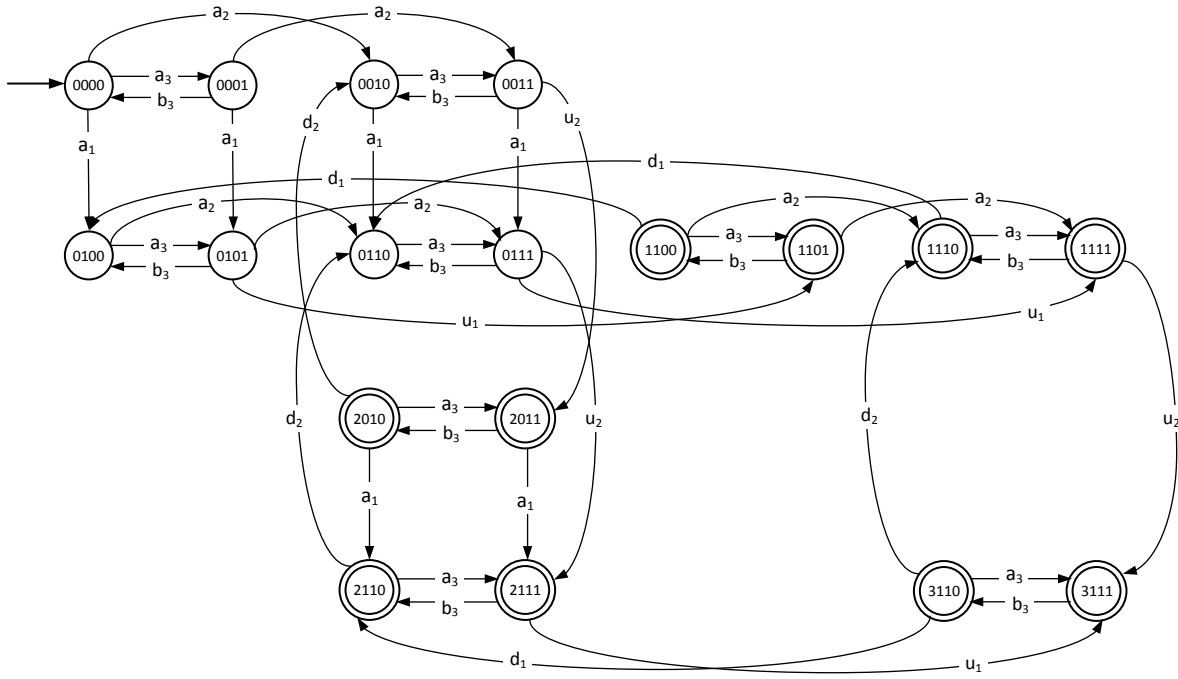 a₂ a₂
0000 a₃ 0001 0010 a₃ 0011
b₃ b₃
d₂ u₂
a₁ a₁ a₁ a₁
d₁ d₁
a₂ a₂ a₂ a₂
0100 a₃ 0101 0110 a₃ 0111 1100 a₃ 1101 1110 a₃ 1111
b₃ b₃ b₃ b₃
u₁ u₁
2010 a₃ 2011
b₃
d₂ u₂ d₂ u₂
a₁ a₁
2110 a₃ 2111 3110 a₃ 3111
b₃ b₃
d₁ u₁